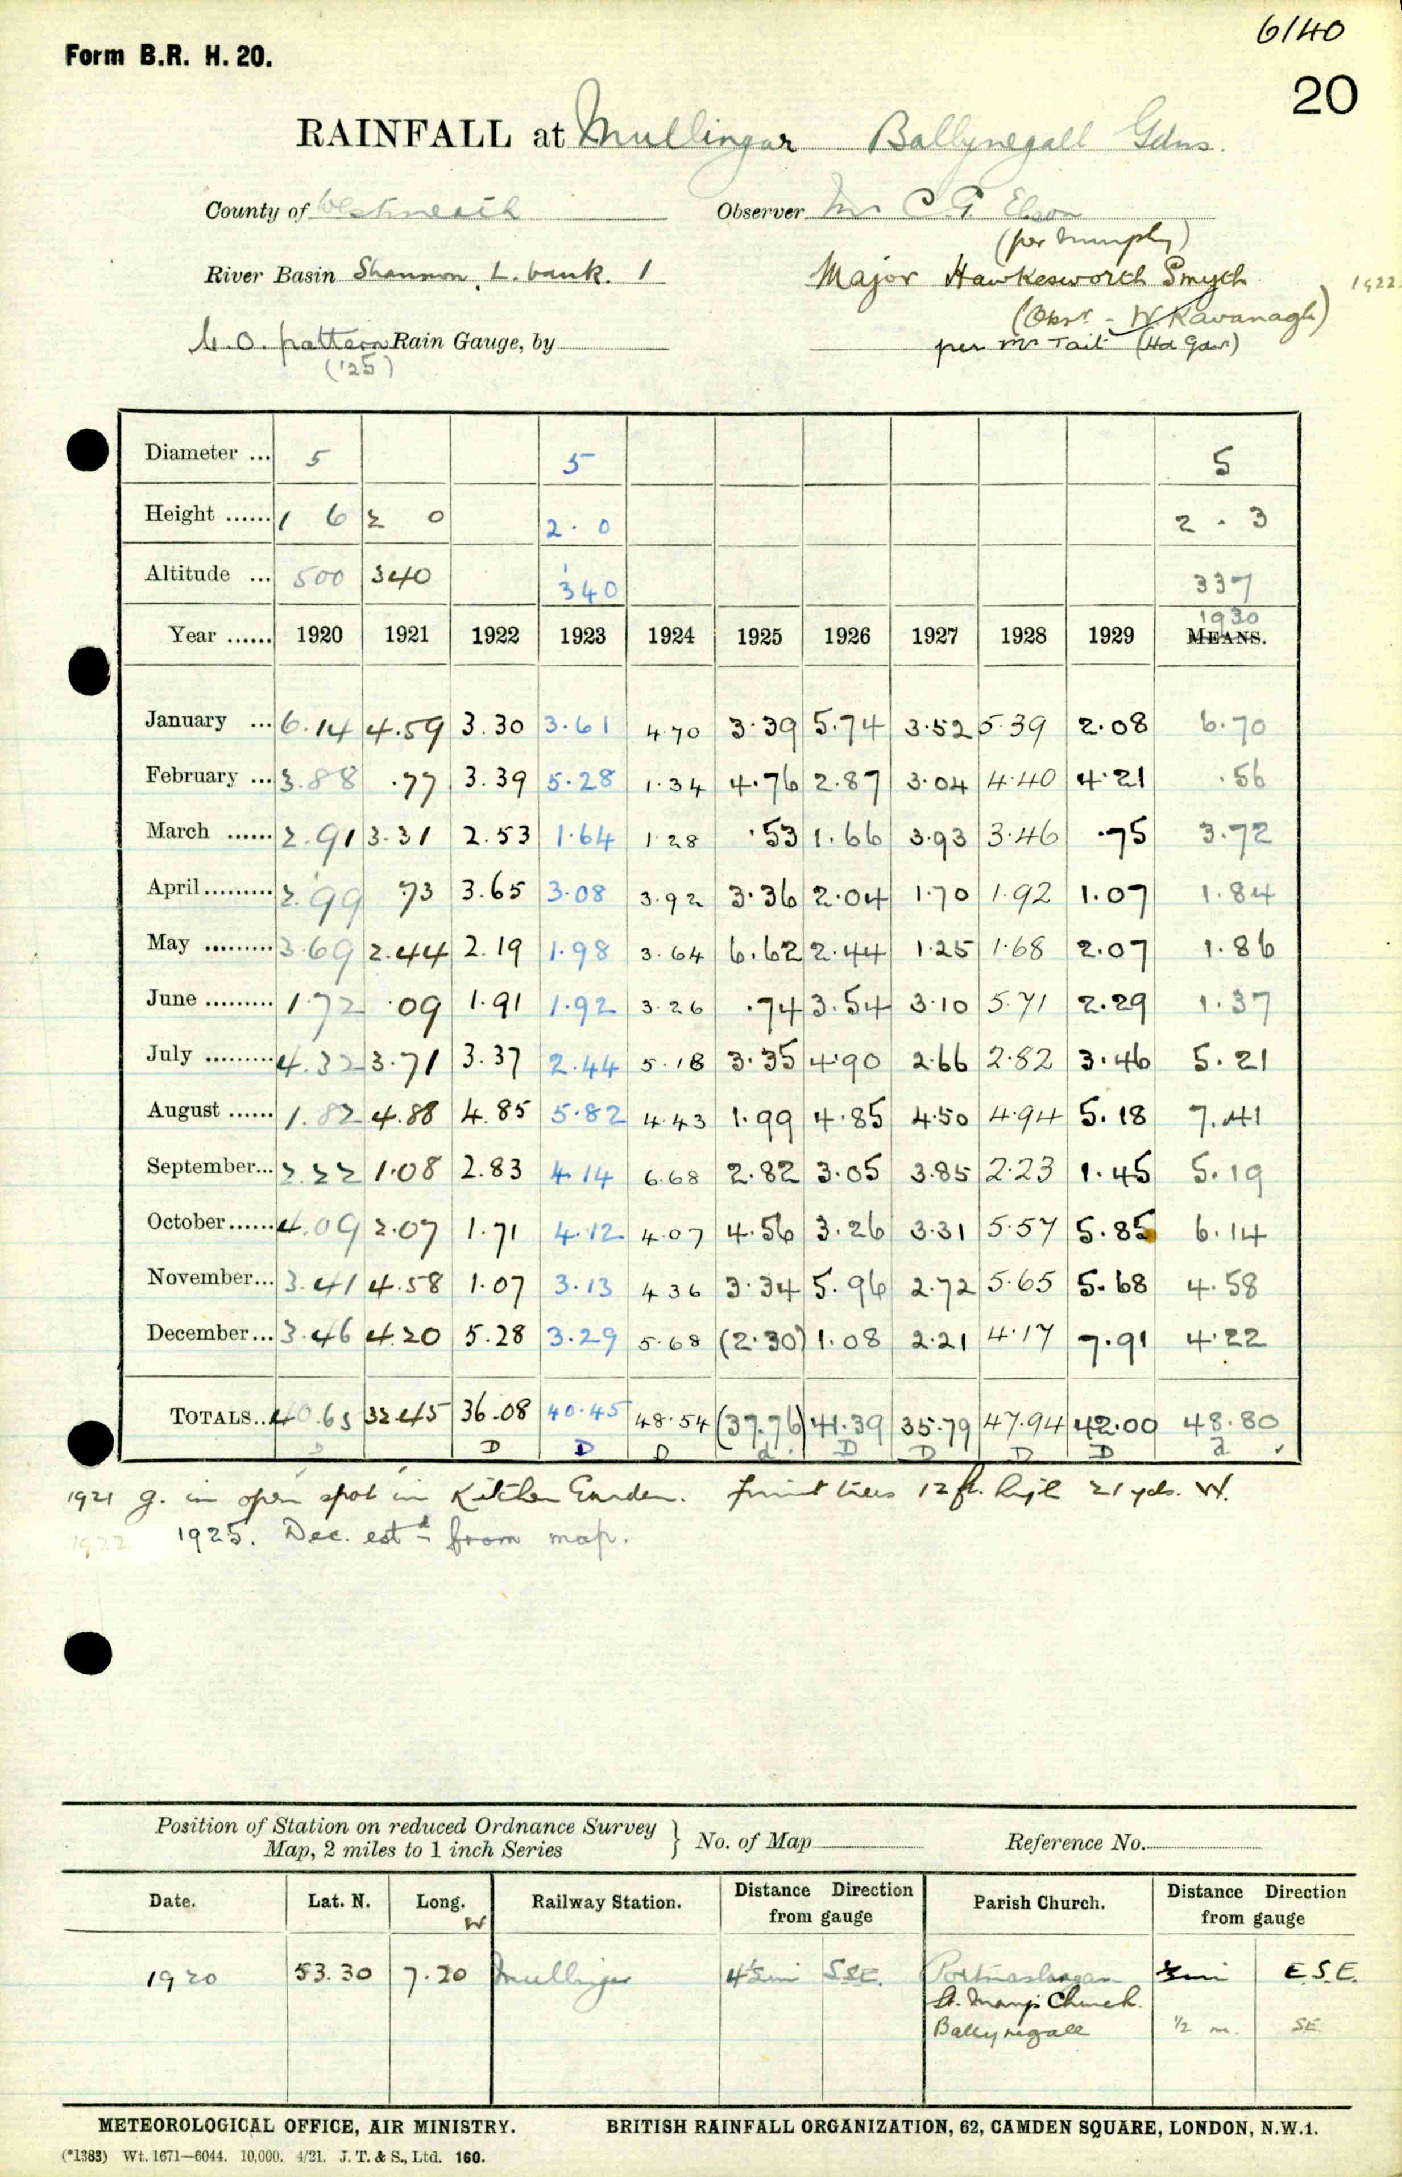 6140
Form B.R. H. 20.
20
RAINFALL at Mullingar Ballynegall Gdns.
County of Westmeath Observer Mr C. G. Elson
(per Murphy)
River Basin Shannon, L. bank. 1 Major Hawkesworth Smyth 1922
(Obsr - W. Kavanagh)
M.O. pattern Rain Gauge, by per Mr Tait (Hd Gdnr)
('25)
Diameter ... 5 5 5
Height ...... 1 6 2 0 2. 0 2 . 3
Altitude ... 500 340 340 337
1930
Year ...... 1920 1921 1922 1923 1924 1925 1926 1927 1928 1929 MEANS.
January ... 6.14 4.59 3.30 3.61 4.70 3.39 5.74 3.52 5.39 2.08 6.70
February ... 3.88 .77 3.39 5.28 1.34 4.76 2.87 3.04 4.40 4.21 .56
March ...... 2.91 3.31 2.53 1.64 1.28 .53 1.66 3.93 3.46 .75 3.72
April ......... 2.99 73 3.65 3.08 3.92 3.36 2.04 1.70 1.92 1.07 1.84
May ......... 3.69 2.44 2.19 1.98 3.64 6.62 2.44 1.25 1.68 2.07 1.86
June ......... 1.72 .09 1.91 1.92 3.26 .74 3.54 3.10 5.71 2.29 1.37
July ......... 4.32 3.71 3.37 2.44 5.18 3.35 4.90 2.66 2.82 3.46 5.21
August ...... 1.82 4.88 4.85 5.82 4.43 1.99 4.85 4.50 4.94 5.18 7.41
September... 2.22 1.08 2.83 4.14 6.68 2.82 3.05 3.85 2.23 1.45 5.19
October ...... 4.09 2.07 1.71 4.12 4.07 4.56 3.26 3.31 5.57 5.85 6.14
November... 3.41 4.58 1.07 3.13 4.36 3.34 5.96 2.72 5.65 5.68 4.58
December... 3.46 4.20 5.28 3.29 5.68 (2.30) 1.08 2.21 4.17 7.91 4.22
TOTALS.. 40.65 32.45 36.08 40.45 48.54 (37.76) 41.39 35.79 47.94 42.00 48.80
D D D D d D D D D d
1921 g. in open spot in Kitchen Garden. fruit trees 12 ft. high 21 yds. W.
1922 1925. Dec. estd from map.
Position of Station on reduced Ordnance Survey
Map, 2 miles to 1 inch Series } No. of Map Reference No.
Date. Lat. N. Long. W Railway Station. Distance Direction from gauge Parish Church. Distance Direction from gauge
1920 53.30 7.20 Mullingar 4½ mi S.S.E. Portnashangan mi E.S.E.
St. Mary's Church
Ballynegall ½ m. SE.
METEOROLOGICAL OFFICE, AIR MINISTRY. BRITISH RAINFALL ORGANIZATION, 62, CAMDEN SQUARE, LONDON, N.W.1.
(*1383) Wt. 1671—6044. 10,000. 4/21. J. T. & S., Ltd. 160.